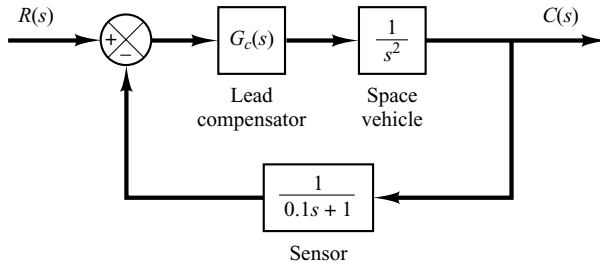 R(s)
C(s)
+
−
G_c(s)
1
s^2
Lead
compensator
Space
vehicle
1
0.1s + 1
Sensor